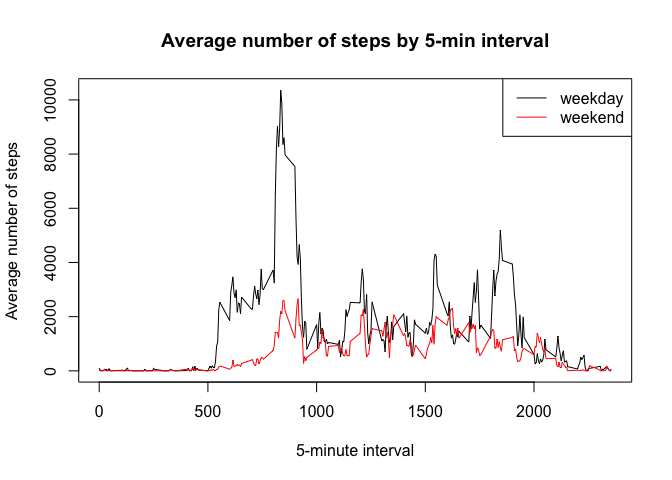 Average number of steps by 5-min interval
weekday
weekend
Average number of steps
10000
8000
6000
4000
2000
0
0 500 1000 1500 2000
5-minute interval